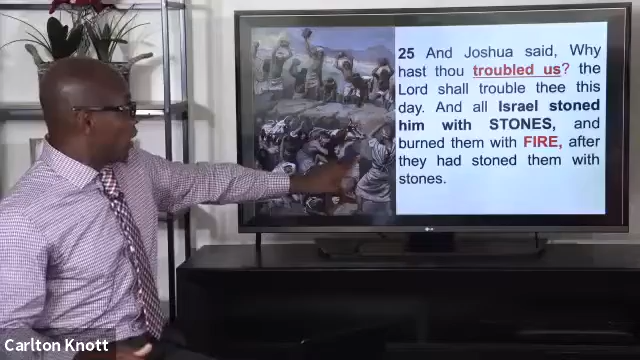 25 And Joshua said, Why
hast thou troubled us? the
Lord shall trouble thee this
day. And all Israel stoned
him with STONES, and
burned them with FIRE, after
they had stoned them with
stones.
LG
Carlton Knott